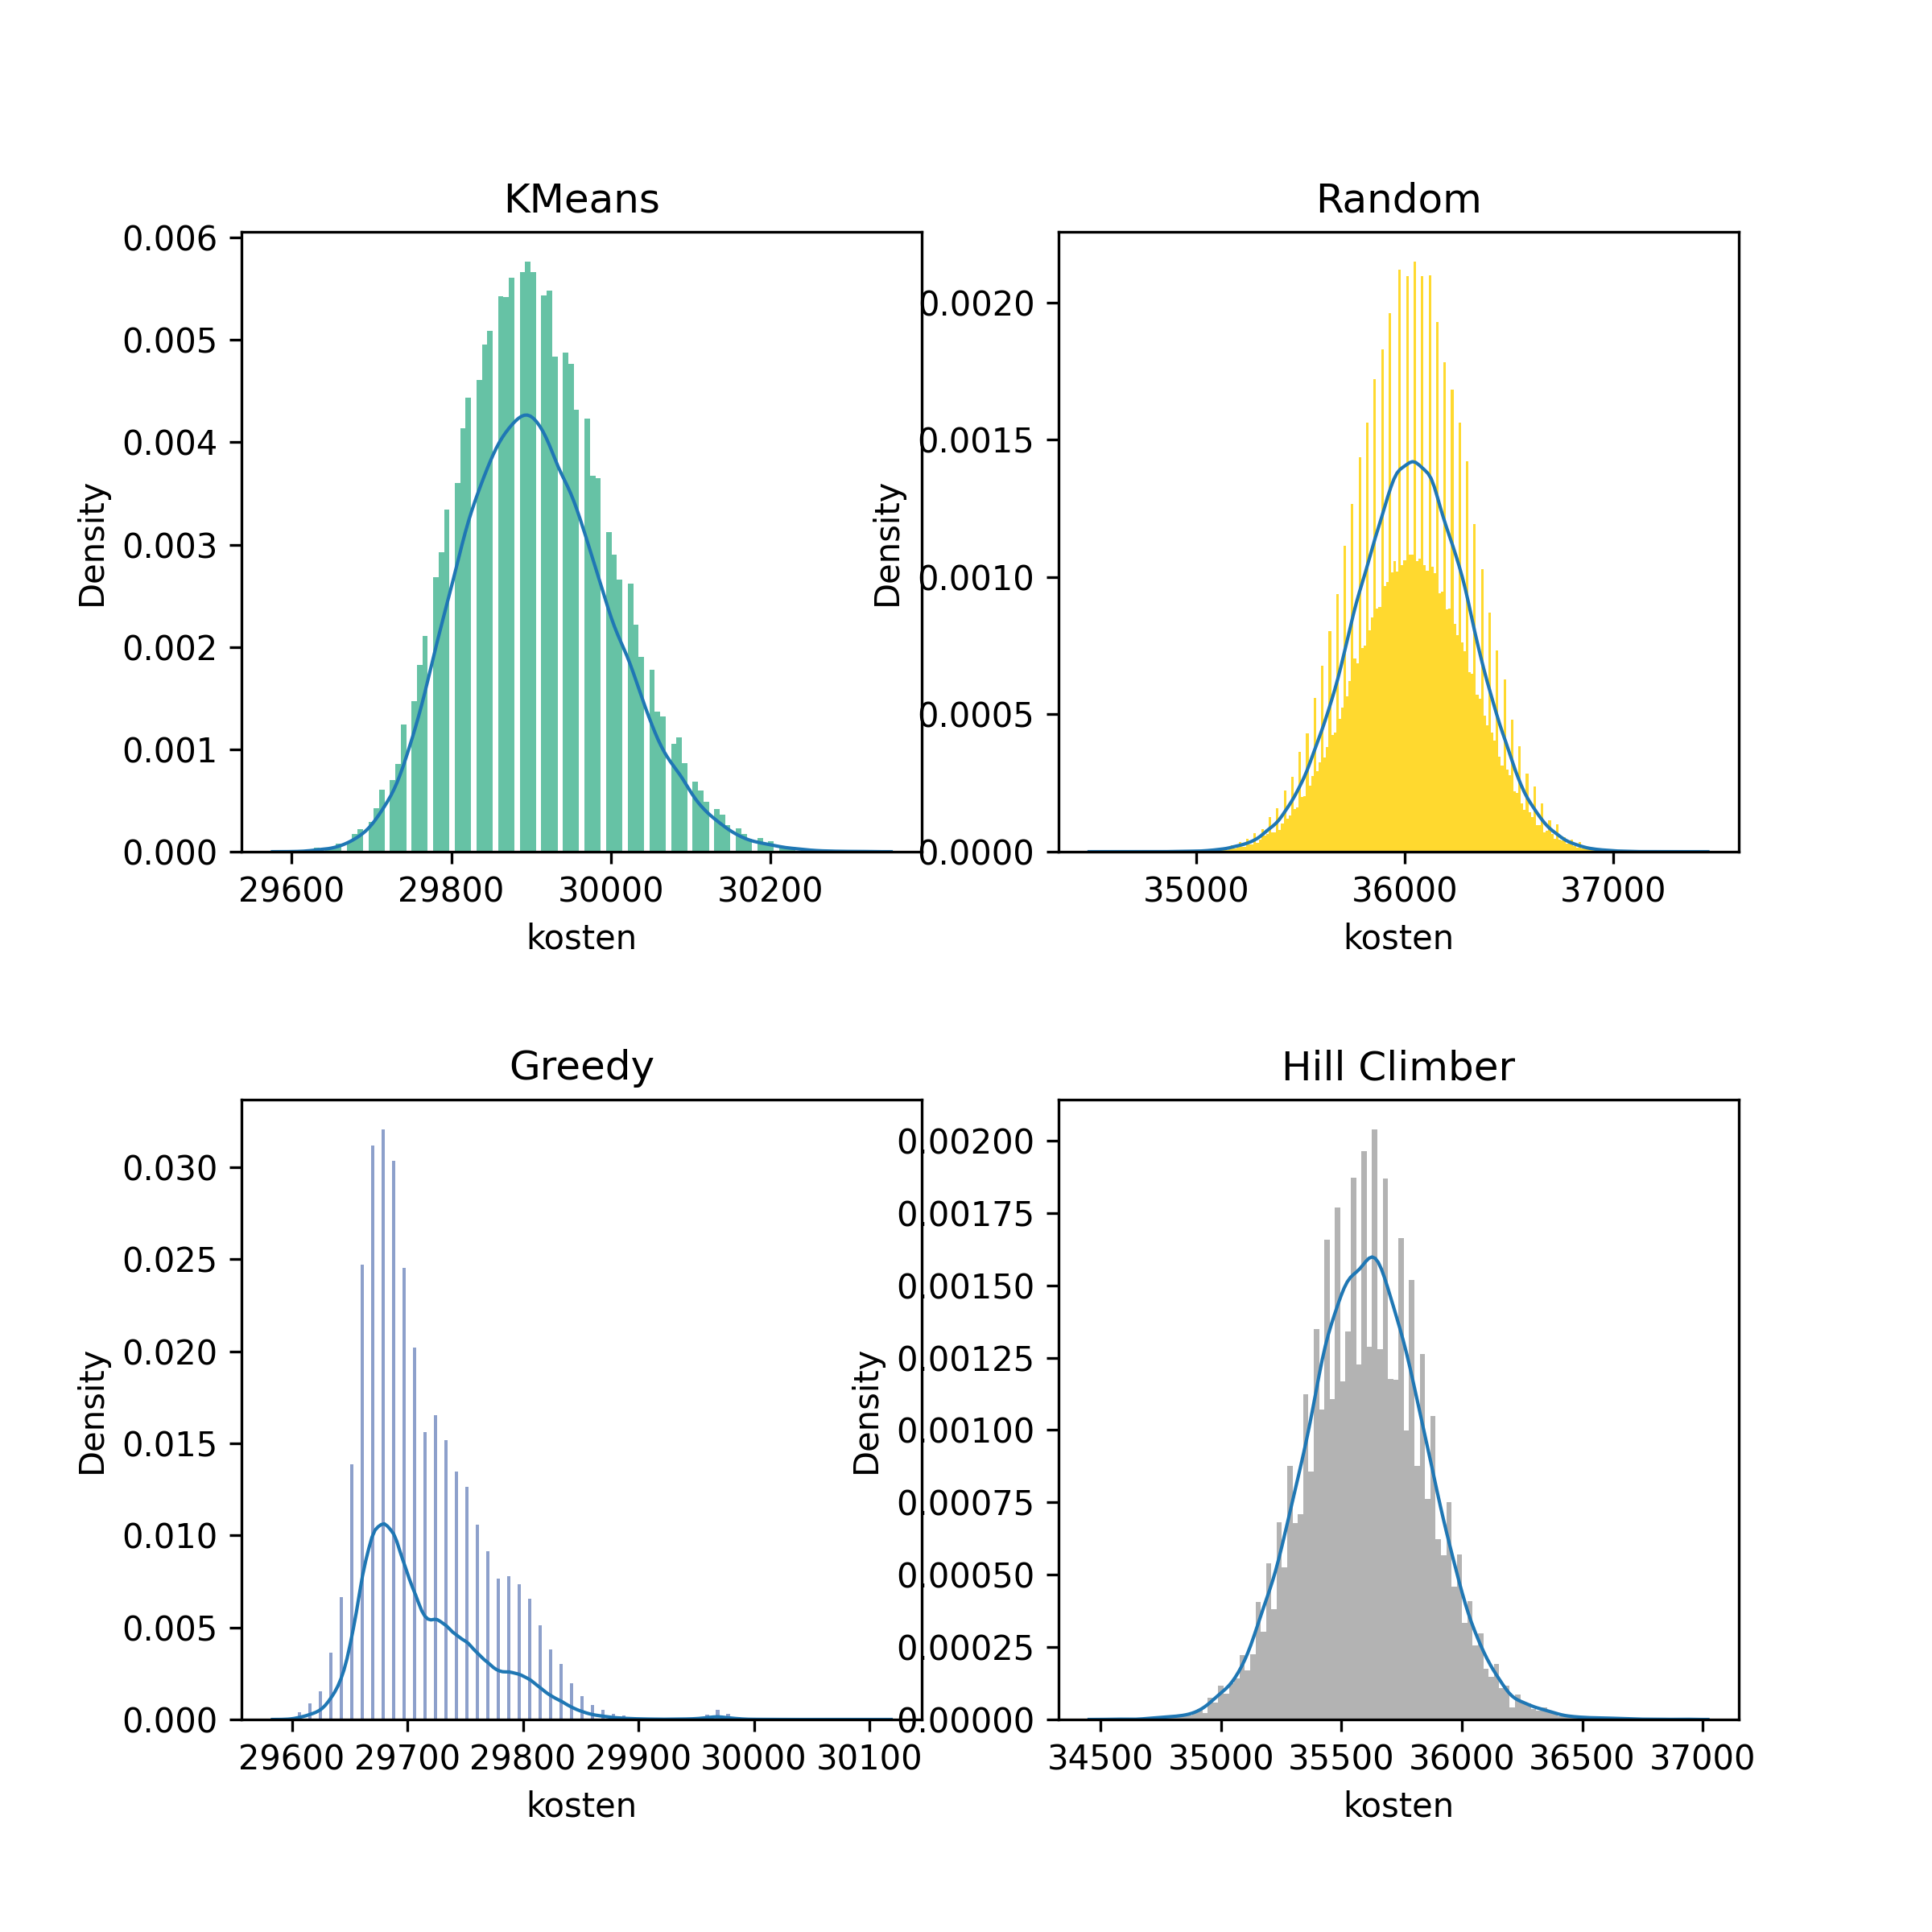 KMeans
0.006
0.005
0.004
0.003
0.002
0.001
0.000
Density
29600 29800 30000 30200
kosten
Random
0.0020
0.0015
0.0010
0.0005
0.0000
Density
35000 36000 37000
kosten
Greedy
0.030
0.025
0.020
0.015
0.010
0.005
0.000
Density
29600 29700 29800 29900 30000 30100
kosten
Hill Climber
0.00200
0.00175
0.00150
0.00125
0.00100
0.00075
0.00050
0.00025
0.00000
Density
34500 35000 35500 36000 36500 37000
kosten